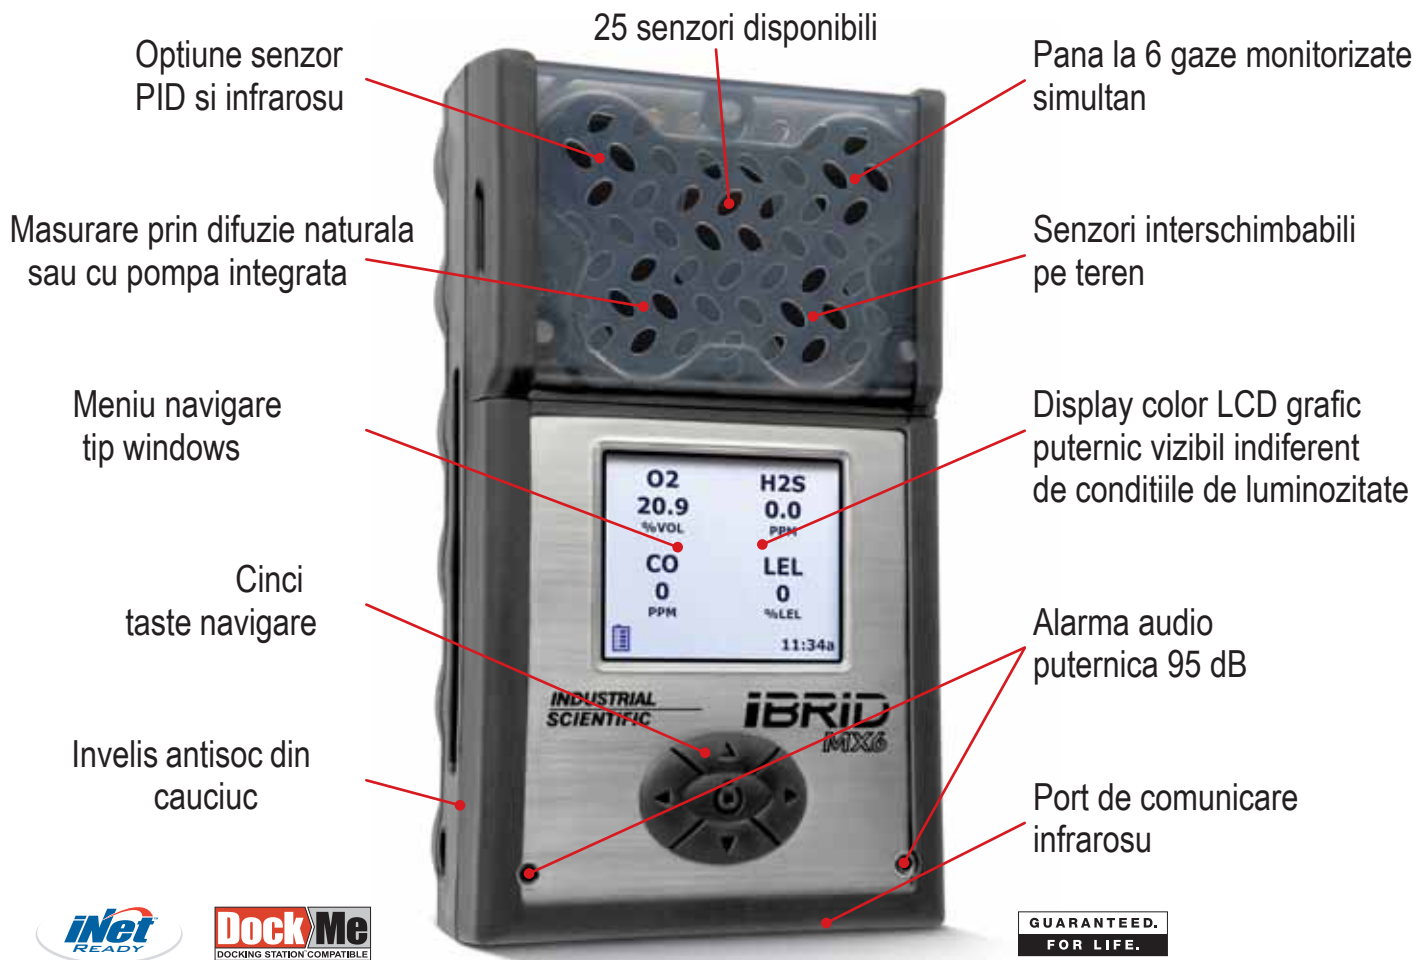 25 senzori disponibili
Optiune senzor
PID si infrarosu
Pana la 6 gaze monitorizate
simultan
Masurare prin difuzie naturala
sau cu pompa integrata
Senzori interschimbabili
pe teren
Meniu navigare
tip windows
Display color LCD grafic
puternic vizibil indiferent
de conditiile de luminozitate
O2
20.9
%VOL
H2S
0.0
PPM
CO
0
PPM
LEL
0
%LEL
11:34a
Cinci
taste navigare
Alarma audio
puternica 95 dB
INDUSTRIAL
SCIENTIFIC
iBRiD
MX6
Invelis antisoc din
cauciuc
Port de comunicare
infrarosu
iNet
READY
DockMe
DOCKING STATION COMPATIBLE
GUARANTEED.
FOR LIFE.